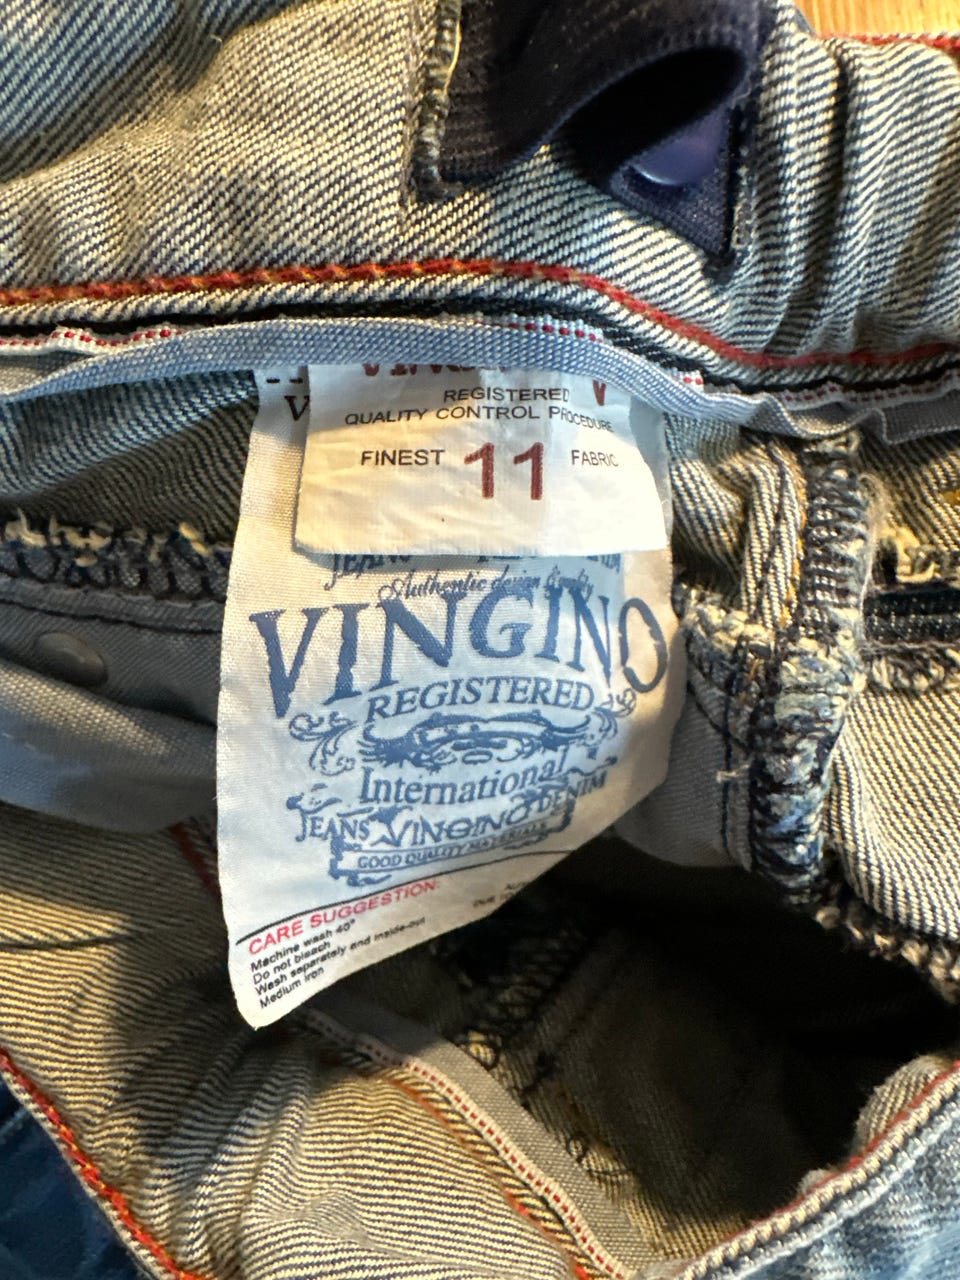 REGISTERED
QUALITY CONTROL PROCEDURE
FINEST 11 FABRIC
JEANS
Authentic design
VINGINO
REGISTERED
International
JEANS VINGINO DENIM
GOOD QUALITY MATERIALS
CARE SUGGESTION:
Machine wash 40°
Do not bleach
Wash separately and inside-out
Medium iron